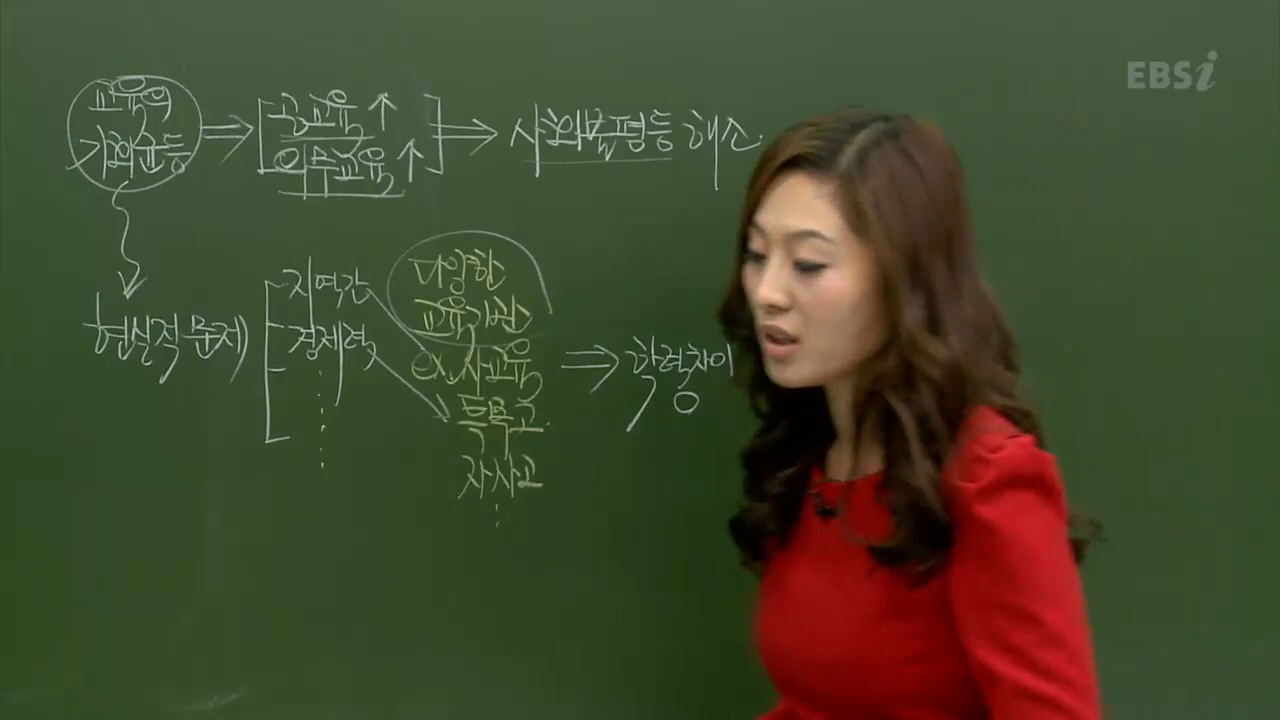 EBSi
교육의
기회균등 ⇒ [공교육↑
의무교육↑] ⇒ 사회불평등 해소
현실적 문제
지역간
경제력
다양한
교육기관
ex. 사교육
특목고
자사고
⇒ 학력차이